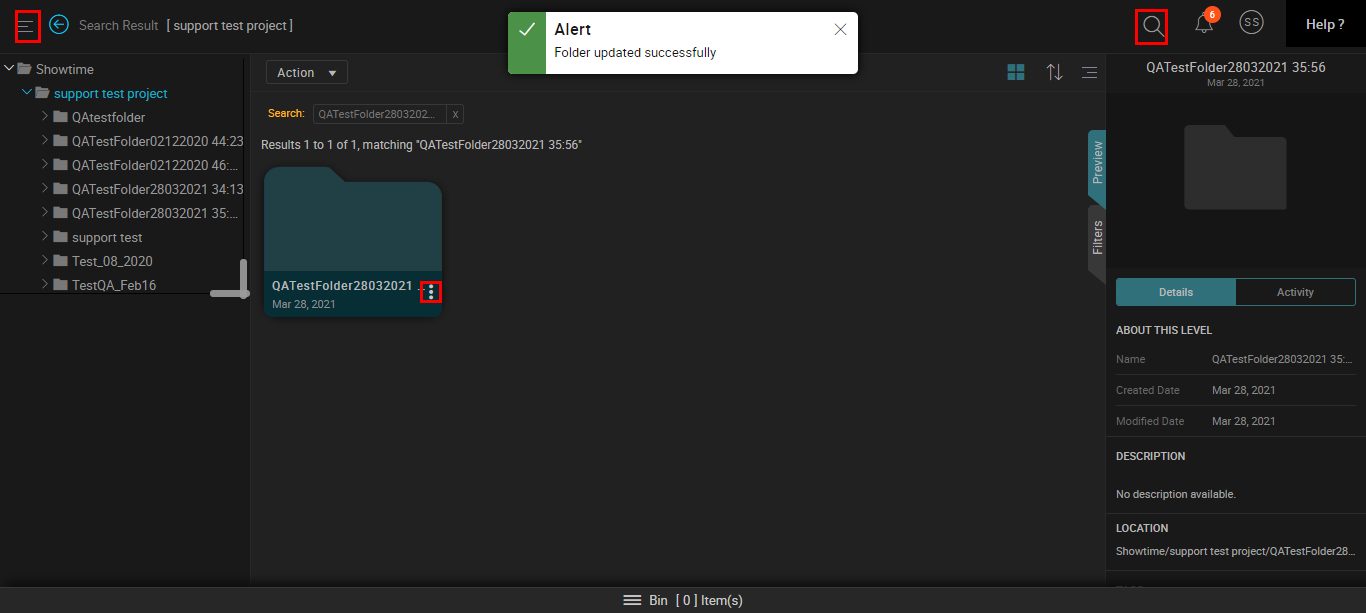 Search Result [ support test project ]
Alert
Folder updated successfully
6
SS
Help ?
Showtime
support test project
QAtestfolder
QATestFolder02122020 44:23
QATestFolder02122020 46:...
QATestFolder28032021 34:13
QATestFolder28032021 35:...
support test
Test_08_2020
TestQA_Feb16
Action
Search: QATestFolder2803202... X
Results 1 to 1 of 1, matching "QATestFolder28032021 35:56"
QATestFolder28032021 ...
Mar 28, 2021
Preview
Filters
QATestFolder28032021 35:56
Mar 28, 2021
Details Activity
ABOUT THIS LEVEL
Name QATestFolder28032021 35:...
Created Date Mar 28, 2021
Modified Date Mar 28, 2021
DESCRIPTION
No description available.
LOCATION
Showtime/support test project/QATestFolder28...
Bin [ 0 ] Item(s)